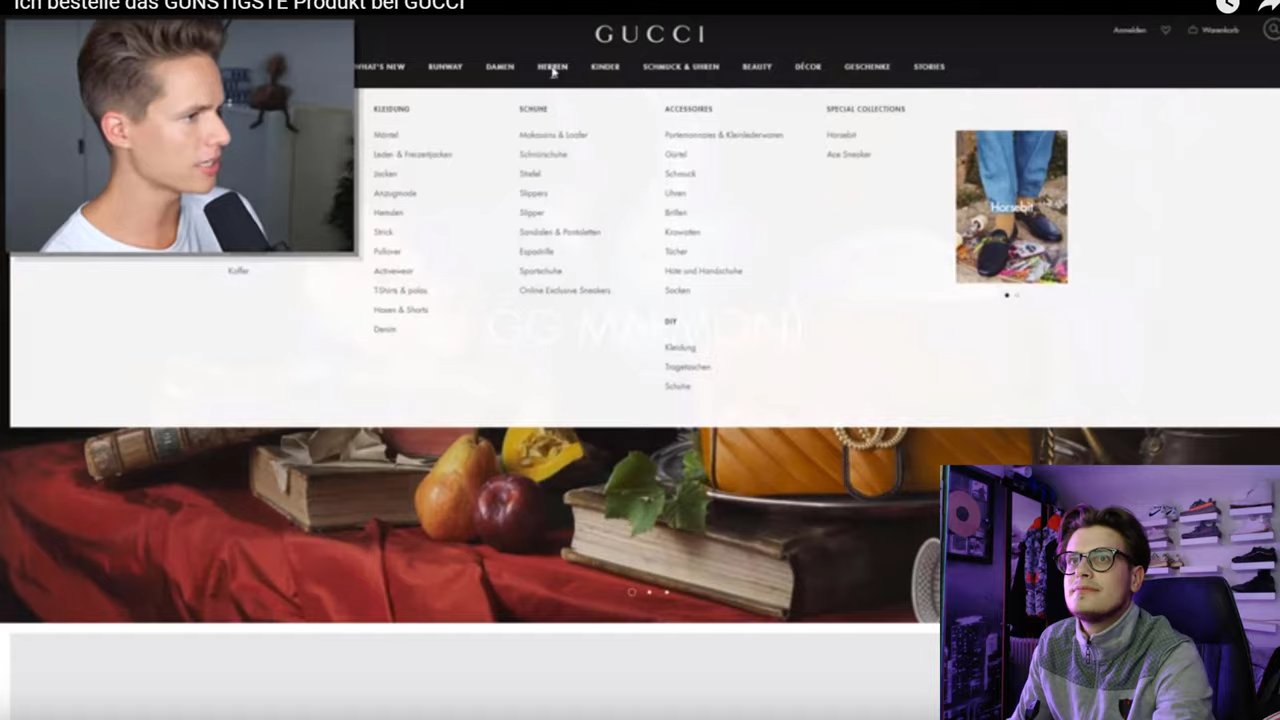 Ich bestelle das GÜNSTIGSTE Produkt bei GUCCI
GUCCI
Anmelden
Warenkorb
WHAT'S NEW
RUNWAY
DAMEN
HERREN
KINDER
SCHMUCK & UHREN
BEAUTY
DÉCOR
GESCHENKE
STORIES
Koffer
KLEIDUNG
Mäntel
Leder- & Freizeitjacken
Jacken
Anzugmode
Hemden
Strick
Pullover
Activewear
T-Shirts & polos
Hosen & Shorts
Denim
SCHUHE
Mokassins & Loafer
Schnürschuhe
Stiefel
Slippers
Slipper
Sandalen & Pantoletten
Espadrille
Sportschuhe
Online Exclusive Sneakers
ACCESSOIRES
Portemonnaies & Kleinlederwaren
Gürtel
Schmuck
Uhren
Brillen
Krawatten
Tücher
Hüte und Handschuhe
Socken
DIY
Kleidung
Tragetaschen
Schuhe
SPECIAL COLLECTIONS
Horsebit
Ace Sneaker
Horsebit
GG MARMONT